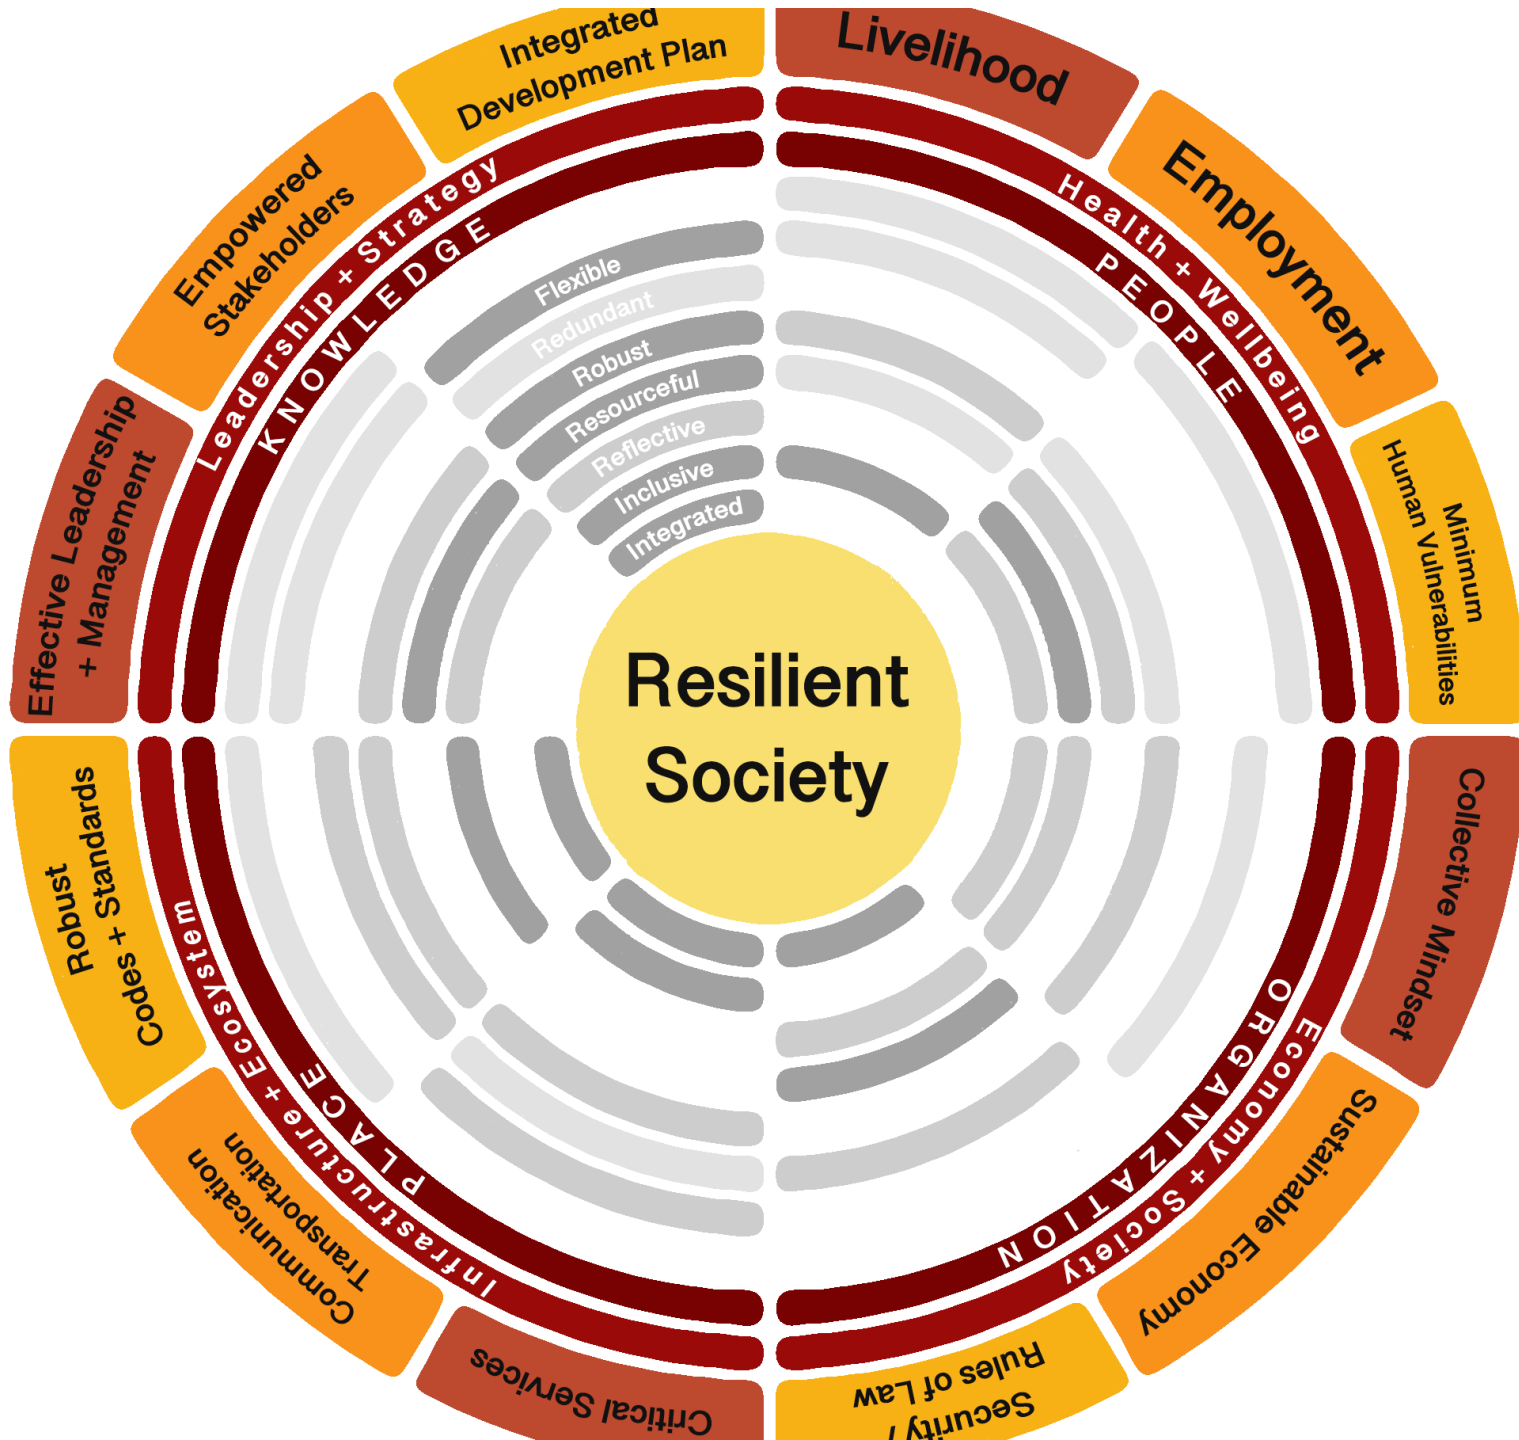 Integrated
Development Plan
Livelihood
Employment
Minimum
Human Vulnerabilities
Collective Mindset
Sustainable Economy
Security/
Rules of Law
Critical Services
Communication
Transportation
Robust
Codes + Standards
Effective Leadership
+ Management
Empowered
Stakeholders
Leadership + Strategy
KNOWLEDGE
Health + Wellbeing
PEOPLE
Economy + Society
ORGANIZATION
Infrastructure + Ecosystem
PLACE
Flexible
Redundant
Robust
Resourceful
Reflective
Inclusive
Integrated
Resilient
Society